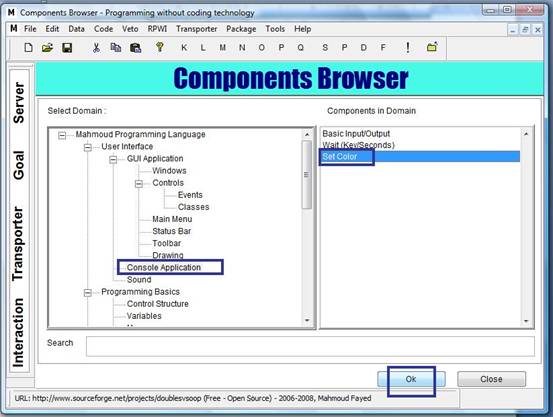 Components Browser - Programming without coding technology
M File Edit Data Code Veto RPWI Transporter Package Tools Help
K L M N O P S P D F ! ?
Components Browser
Server
Goal
Transporter
Interaction
Select Domain :
Mahmoud Programming Language
User Interface
GUI Application
Windows
Controls
Events
Classes
Main Menu
Status Bar
Toolbar
Drawing
Console Application
Sound
Programming Basics
Control Structure
Variables
Components in Domain
Basic Input/Output
Wait (Key/Seconds)
Set Color
Search
Ok Close
URL: http://www.sourceforge.net/projects/doublesvsoop (Free - Open Source) - 2006-2008, Mahmoud Fayed